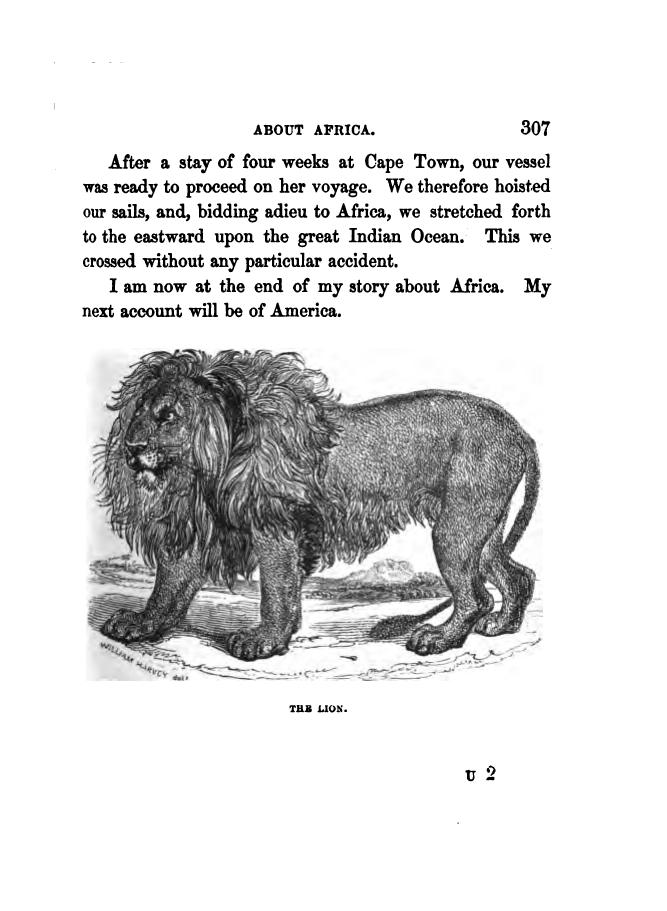 ABOUT AFRICA. 307
After a stay of four weeks at Cape Town, our vessel
was ready to proceed on her voyage. We therefore hoisted
our sails, and, bidding adieu to Africa, we stretched forth
to the eastward upon the great Indian Ocean. This we
crossed without any particular accident.
I am now at the end of my story about Africa. My
next account will be of America.
WILLIAM HARVEY delt
THE LION.
U 2